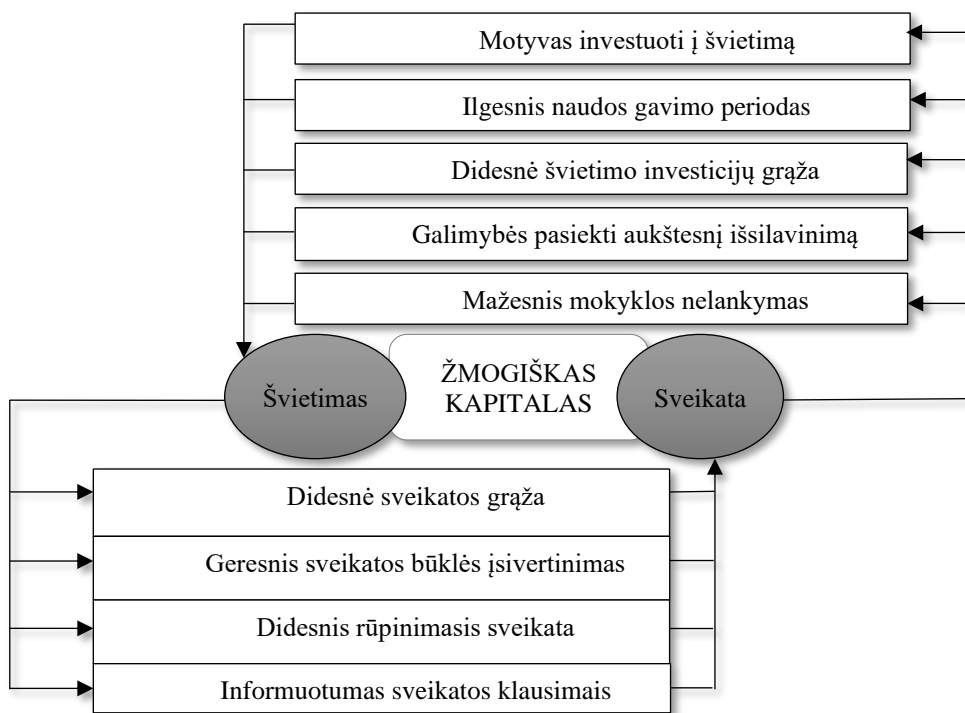 Motyvas investuoti į švietimą
Ilgesnis naudos gavimo periodas
Didesnė švietimo investicijų grąža
Galimybės pasiekti aukštesnį išsilavinimą
Mažesnis mokyklos nelankymas
Švietimas
ŽMOGIŠKAS
KAPITALAS
Sveikata
Didesnė sveikatos grąža
Geresnis sveikatos būklės įsivertinimas
Didesnis rūpinimasis sveikata
Informuotumas sveikatos klausimais